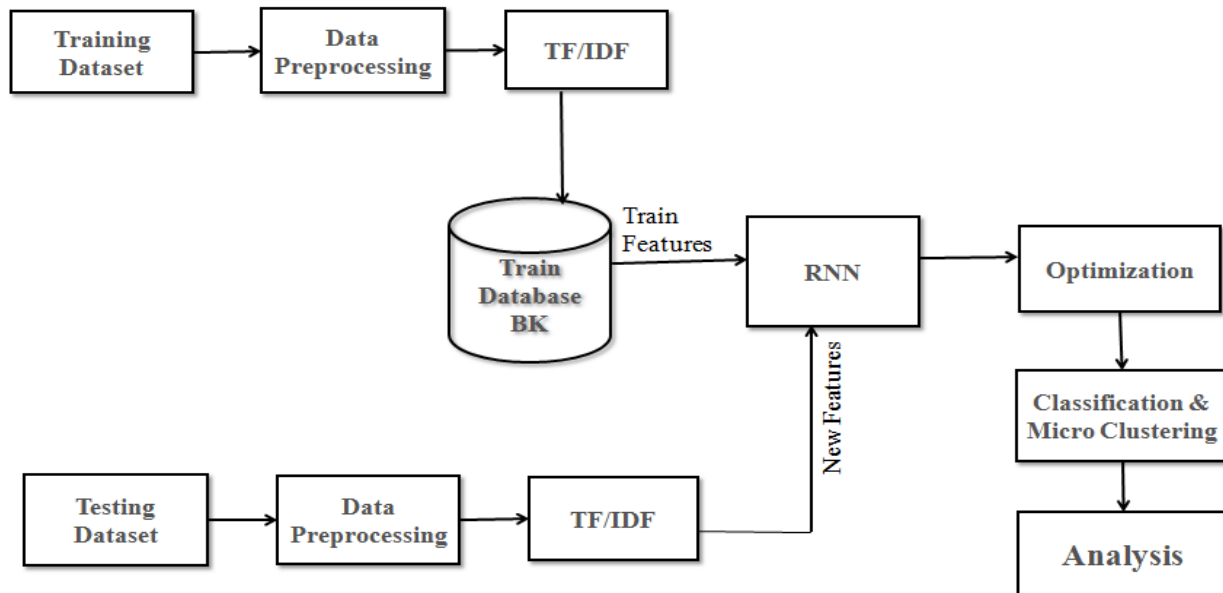 Training
Dataset
Data
Preprocessing
TF/IDF
Train
Database
BK
Train
Features
RNN
Optimization
Classification &
Micro Clustering
Analysis
New Features
Testing
Dataset
Data
Preprocessing
TF/IDF